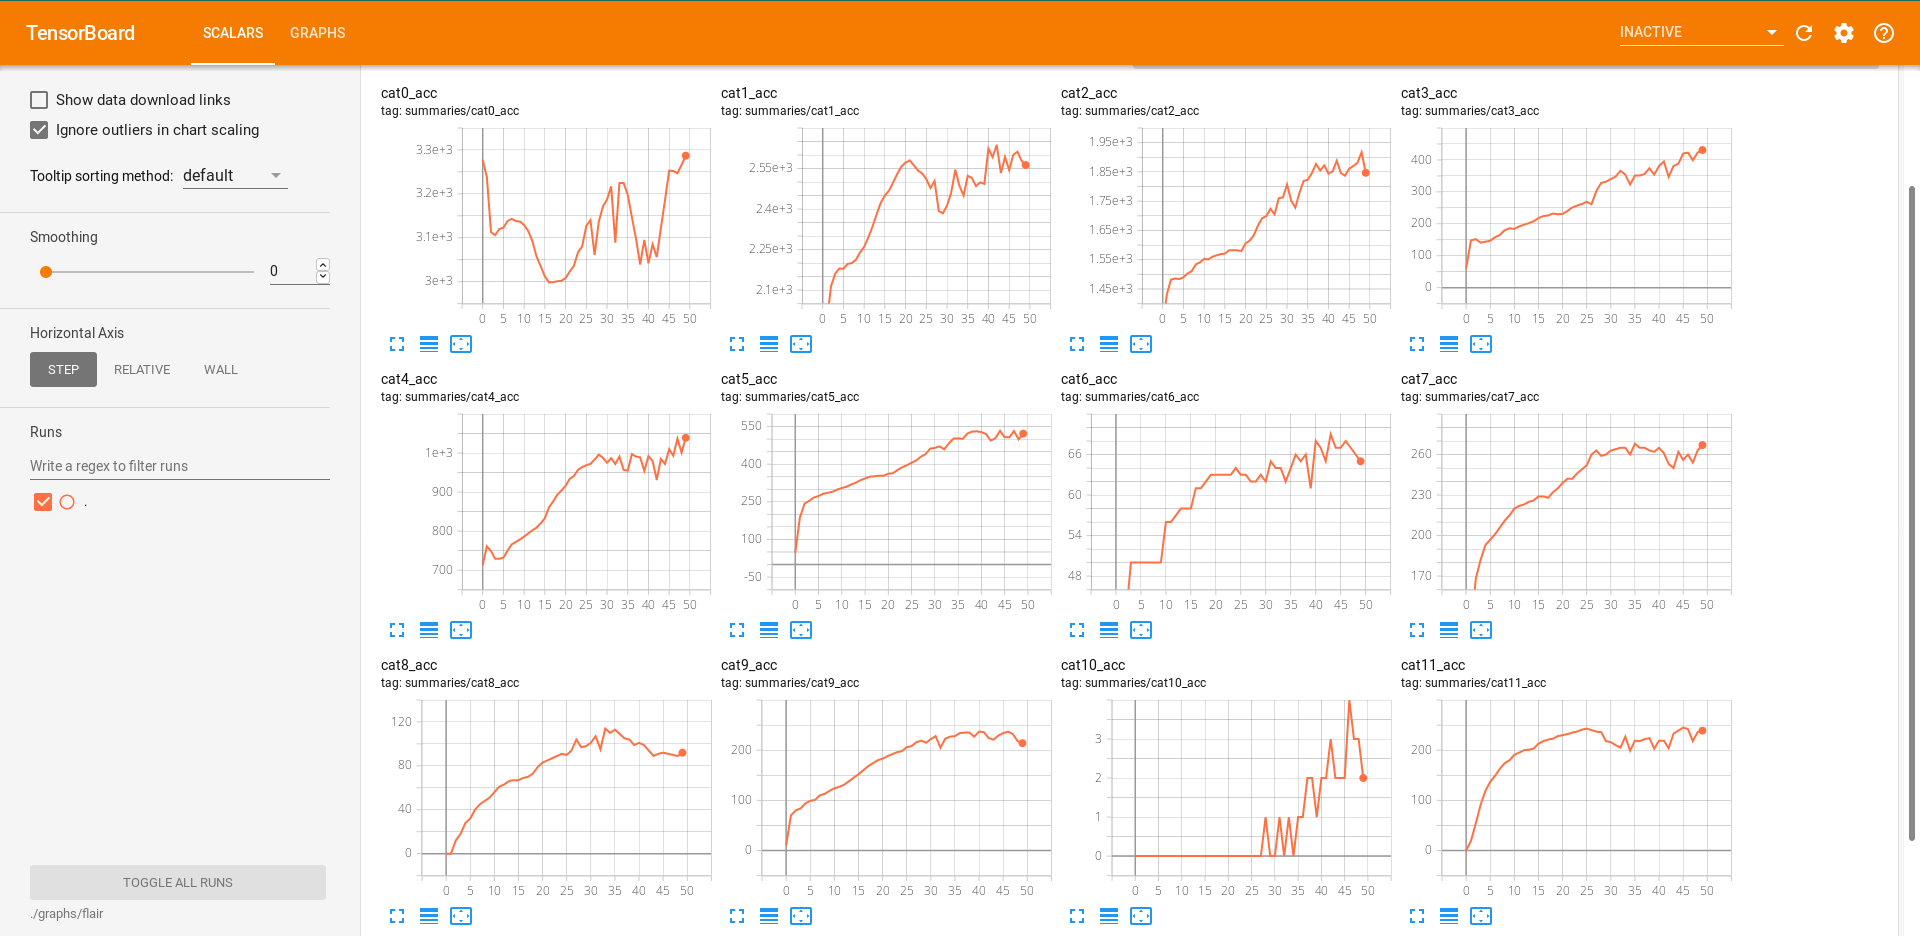 TensorBoard SCALARS GRAPHS INACTIVE
Show data download links
Ignore outliers in chart scaling
Tooltip sorting method: default
Smoothing
0
Horizontal Axis
STEP RELATIVE WALL
Runs
Write a regex to filter runs
.
TOGGLE ALL RUNS
./graphs/flair
cat0_acc
tag: summaries/cat0_acc
3.3e+3
3.2e+3
3.1e+3
3e+3
0 5 10 15 20 25 30 35 40 45 50
cat1_acc
tag: summaries/cat1_acc
2.55e+3
2.4e+3
2.25e+3
2.1e+3
0 5 10 15 20 25 30 35 40 45 50
cat2_acc
tag: summaries/cat2_acc
1.95e+3
1.85e+3
1.75e+3
1.65e+3
1.55e+3
1.45e+3
0 5 10 15 20 25 30 35 40 45 50
cat3_acc
tag: summaries/cat3_acc
400
300
200
100
0
0 5 10 15 20 25 30 35 40 45 50
cat4_acc
tag: summaries/cat4_acc
1e+3
900
800
700
0 5 10 15 20 25 30 35 40 45 50
cat5_acc
tag: summaries/cat5_acc
550
400
250
100
-50
0 5 10 15 20 25 30 35 40 45 50
cat6_acc
tag: summaries/cat6_acc
66
60
54
48
0 5 10 15 20 25 30 35 40 45 50
cat7_acc
tag: summaries/cat7_acc
260
230
200
170
0 5 10 15 20 25 30 35 40 45 50
cat8_acc
tag: summaries/cat8_acc
120
80
40
0
0 5 10 15 20 25 30 35 40 45 50
cat9_acc
tag: summaries/cat9_acc
200
100
0
0 5 10 15 20 25 30 35 40 45 50
cat10_acc
tag: summaries/cat10_acc
3
2
1
0
0 5 10 15 20 25 30 35 40 45 50
cat11_acc
tag: summaries/cat11_acc
200
100
0
0 5 10 15 20 25 30 35 40 45 50